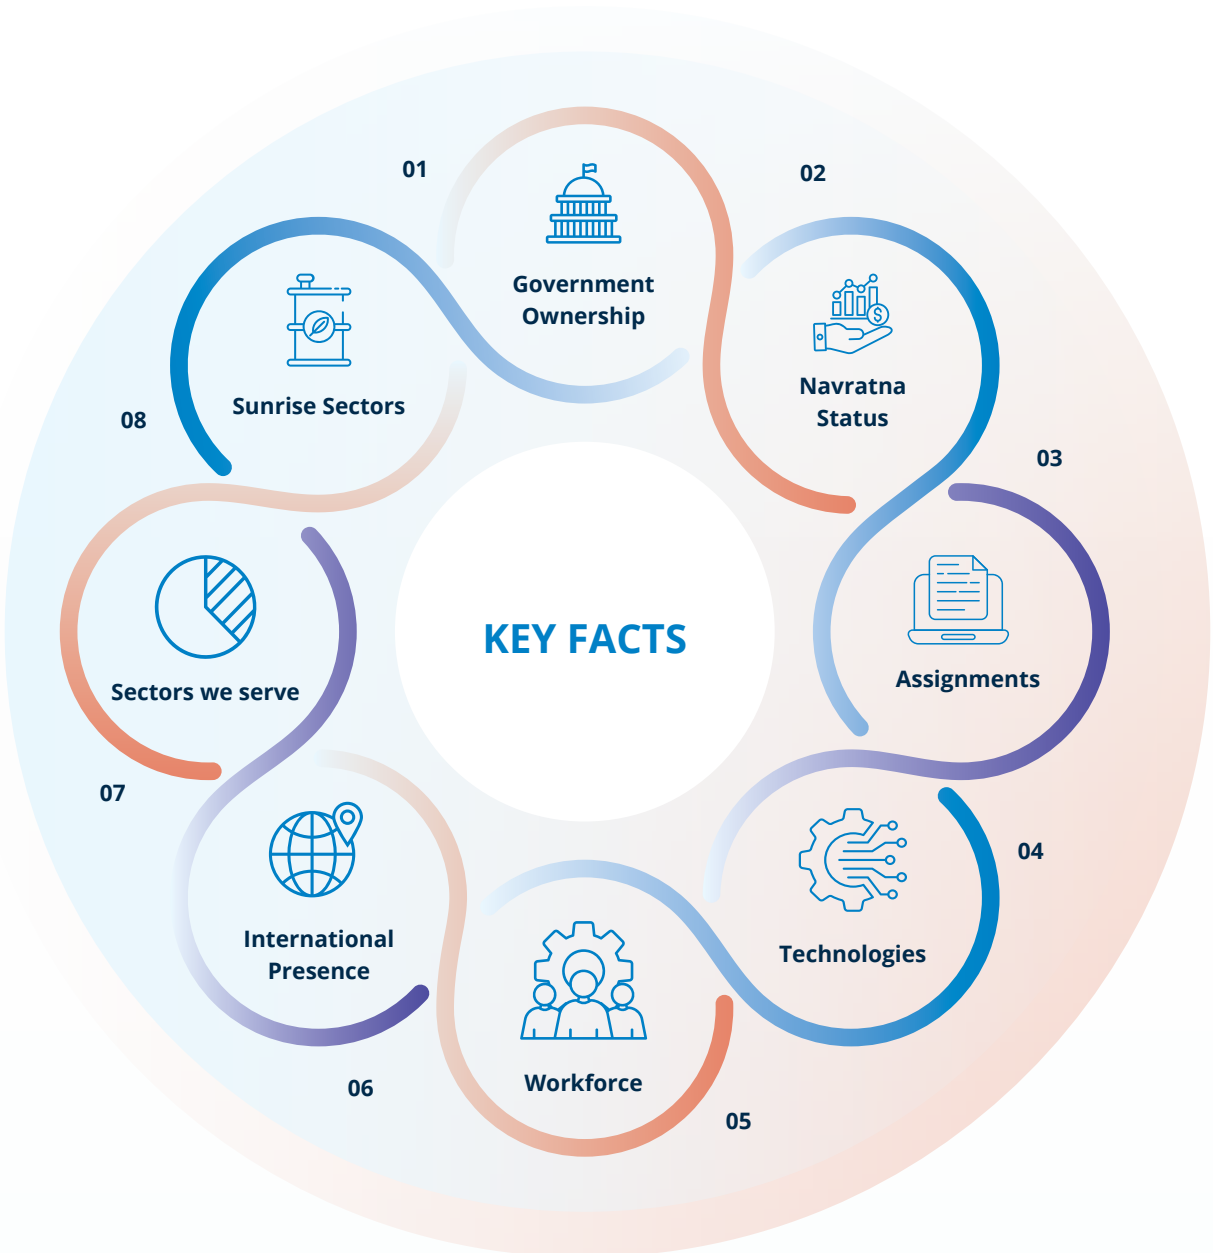 KEY FACTS
01
Government
Ownership
02
Navratna
Status
03
Assignments
04
Technologies
05
Workforce
06
International
Presence
07
Sectors we serve
08
Sunrise Sectors
$